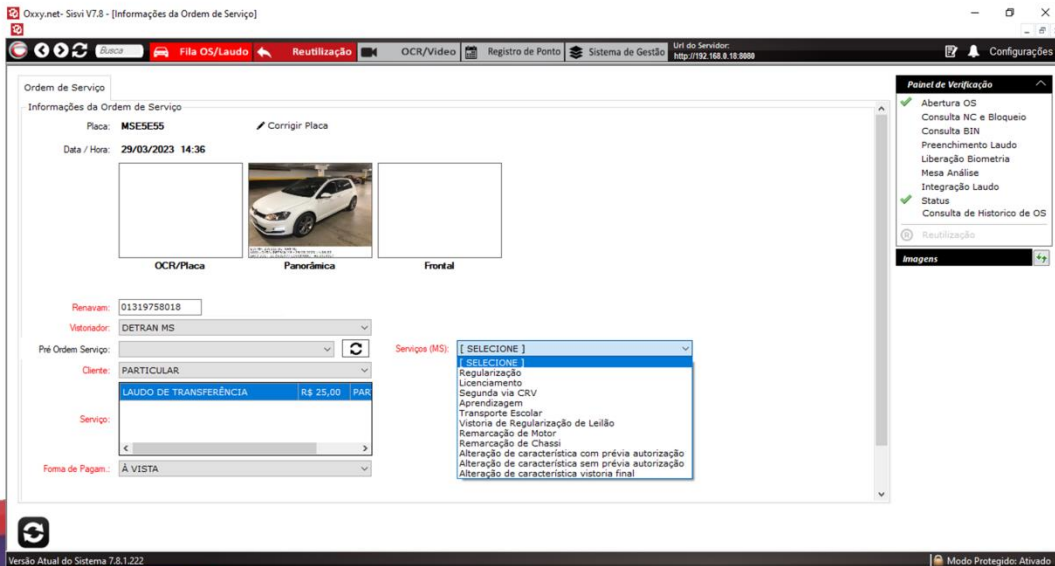 Oxxy.net- Sisvi V7.8 - [Informações da Ordem de Serviço]
Busca
Fila OS/Laudo
Reutilização
OCR/Video
Registro de Ponto
Sistema de Gestão
Url do Servidor:
http://192.168.0.18:8080
Configurações
Ordem de Serviço
Informações da Ordem de Serviço
Placa: MSE5E55
Corrigir Placa
Data / Hora: 29/03/2023 14:36
OCR/Placa
Panorâmica
Frontal
Renavam: 01319758018
Vistoriador: DETRAN MS
Pré Ordem Serviço:
Cliente: PARTICULAR
Serviço:
LAUDO DE TRANSFERÊNCIA R$ 25,00 PAR
Forma de Pagam.: À VISTA
Serviços (MS): [ SELECIONE ]
[ SELECIONE ]
Regularização
Licenciamento
Segunda via CRV
Aprendizagem
Transporte Escolar
Vistoria de Regularização de Leilão
Remarcação de Motor
Remarcação de Chassi
Alteração de característica com prévia autorização
Alteração de característica sem prévia autorização
Alteração de característica vistoria final
Painel de Verificação
Abertura OS
Consulta NC e Bloqueio
Consulta BIN
Preenchimento Laudo
Liberação Biometria
Mesa Análise
Integração Laudo
Status
Consulta de Historico de OS
Reutilização
Imagens
Versão Atual do Sistema 7.8.1.222
Modo Protegido: Ativado